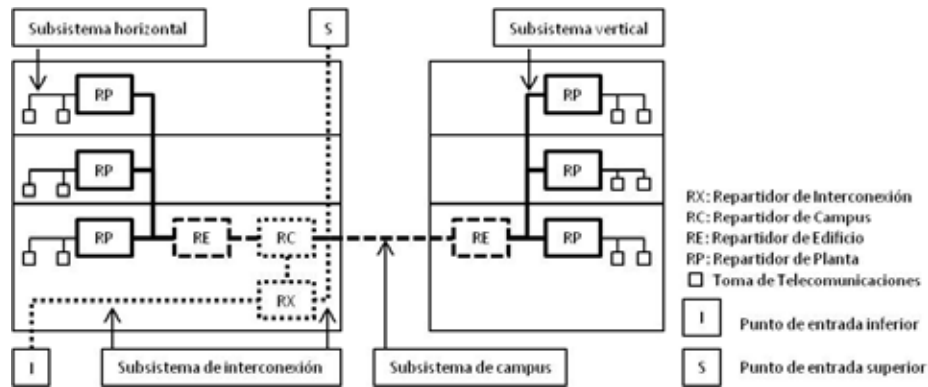 Subsistema horizontal
S
Subsistema vertical
RP
RP
RP
RP
RP
RE
RC
RE
RP
RX
I
Subsistema de interconexión
Subsistema de campus
RX: Repartidor de Interconexión
RC: Repartidor de Campus
RE: Repartidor de Edificio
RP: Repartidor de Planta
Toma de Telecomunicaciones
I Punto de entrada inferior
S Punto de entrada superior